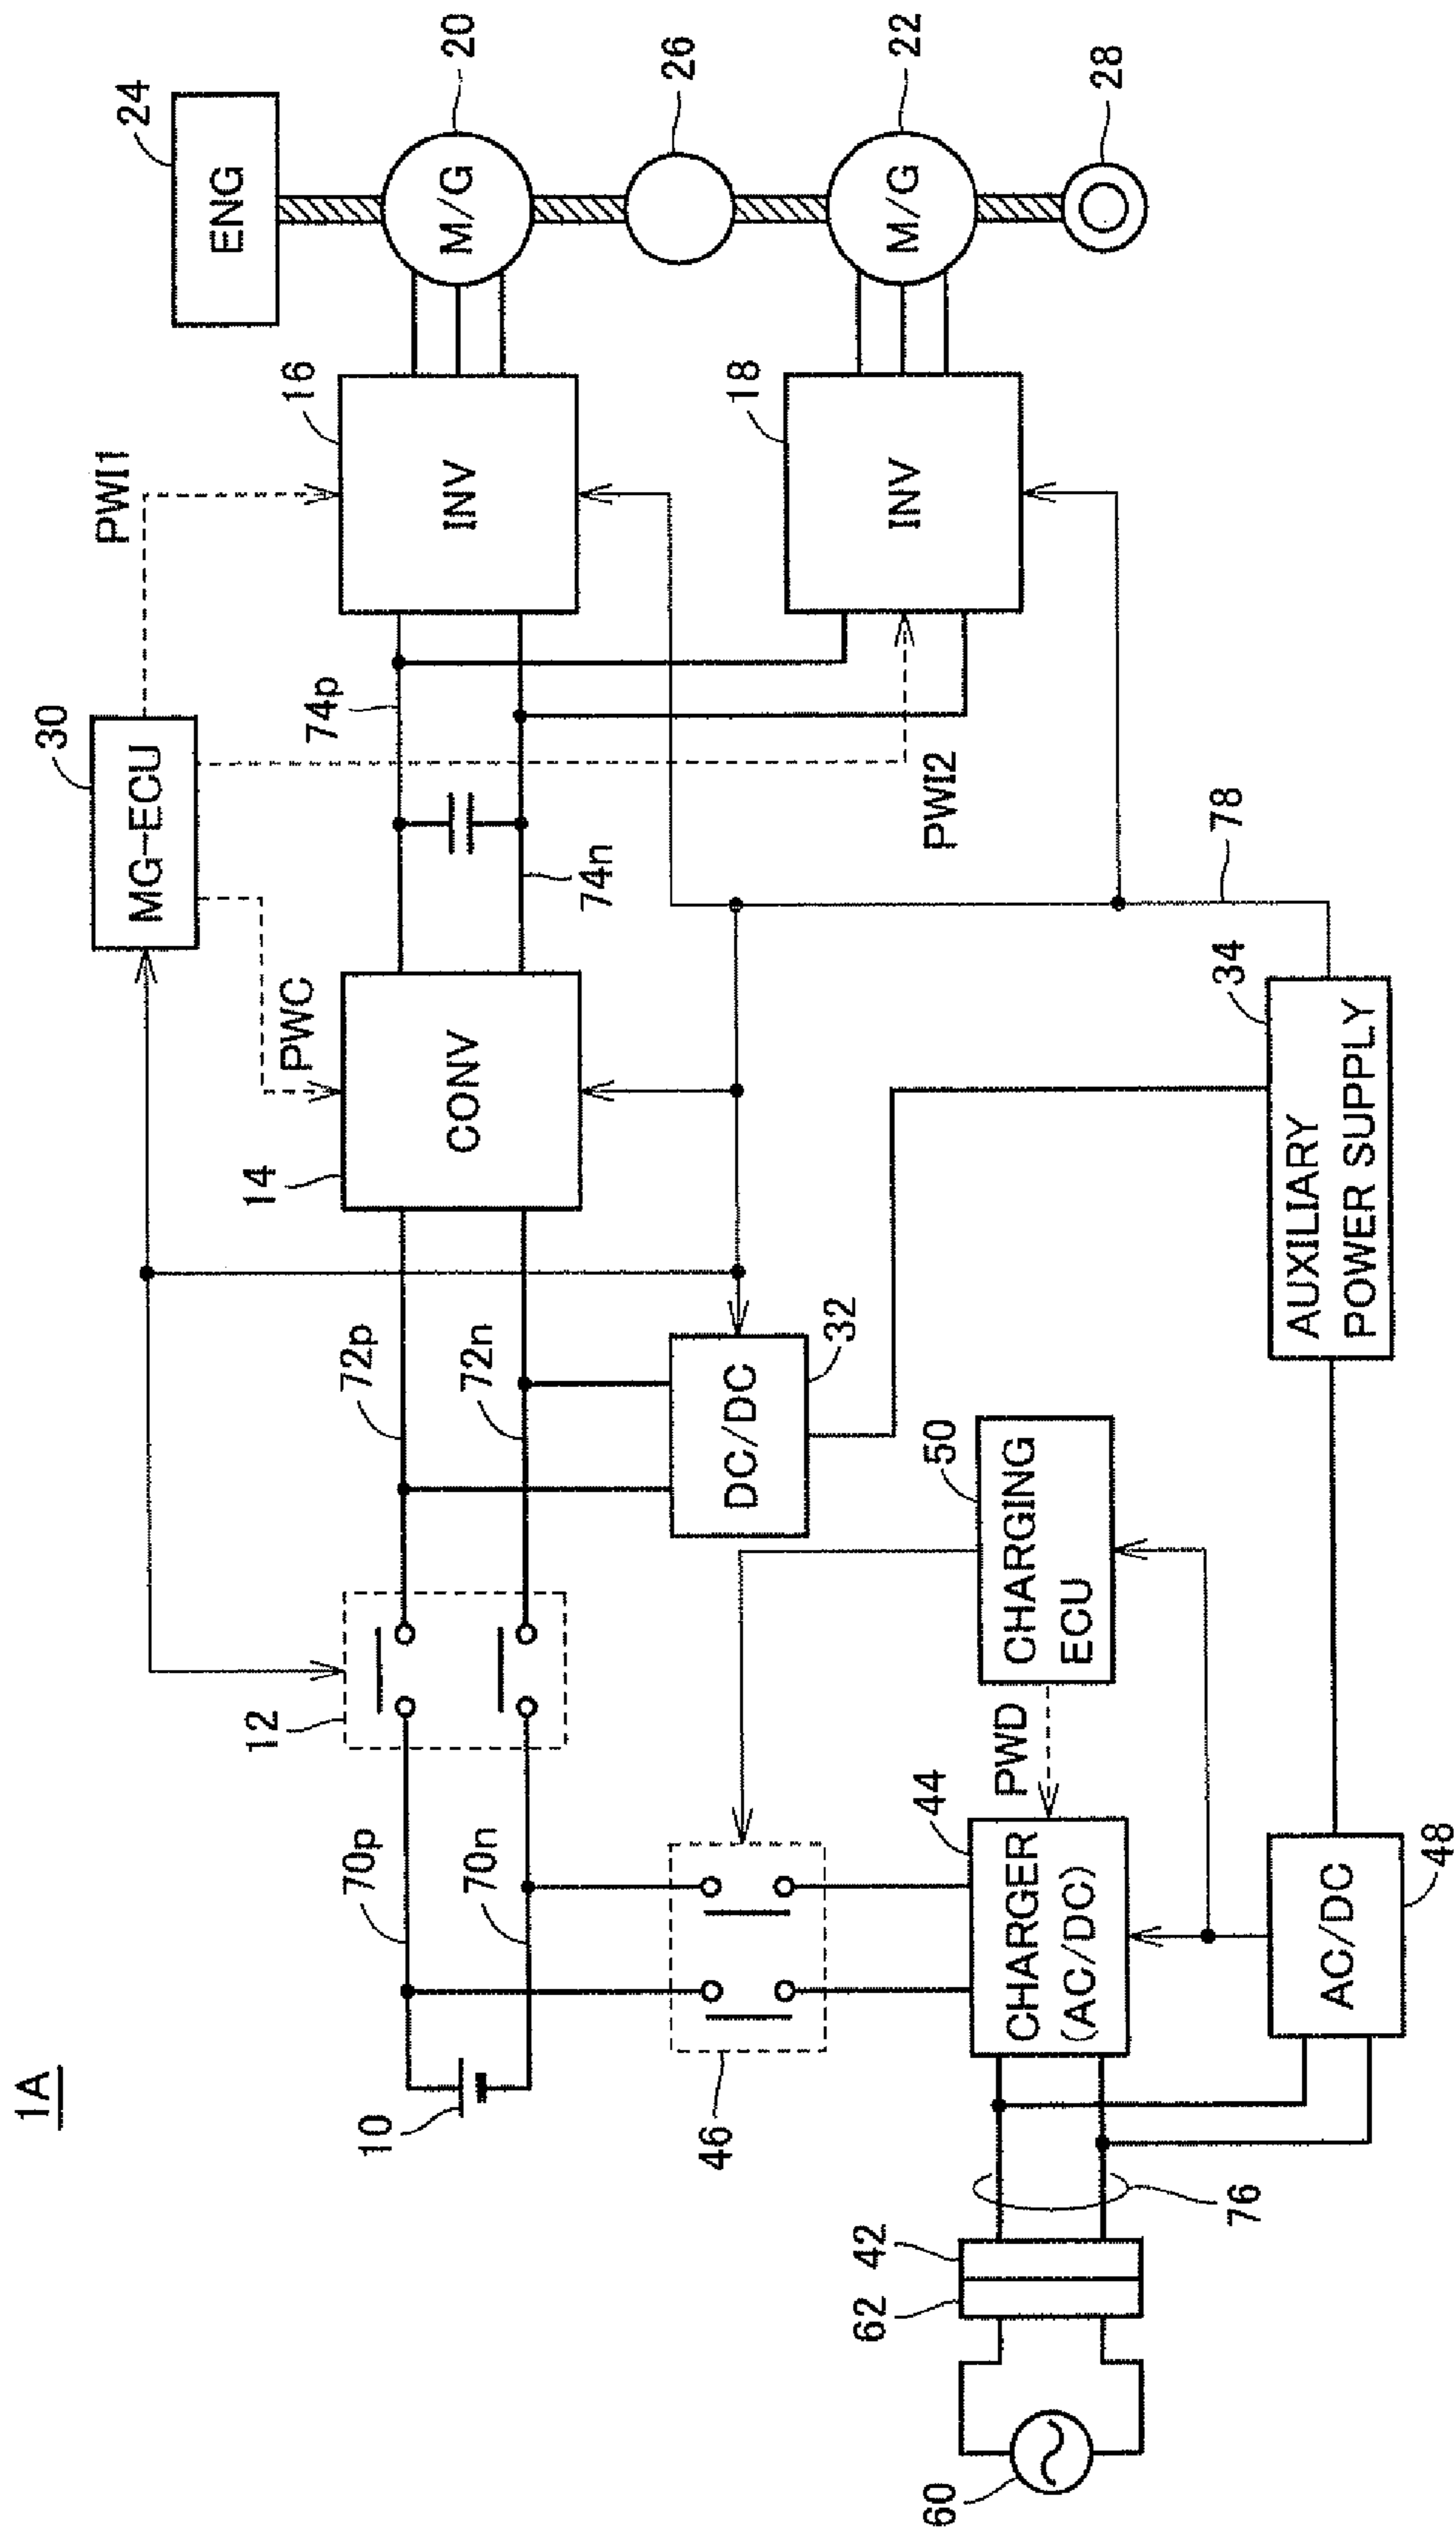 1A
24
ENG
20
M/G
26
22
M/G
28
16
INV
18
INV
PWI1
30
MG-ECU
74p
74n
PWI2
PWC
14
CONV
78
34
AUXILIARY
POWER SUPPLY
72p
72n
32
DC/DC
50
CHARGING
ECU
12
PWD
70p
70n
44
CHARGER
(AC/DC)
48
AC/DC
10
46
76
42
62
60